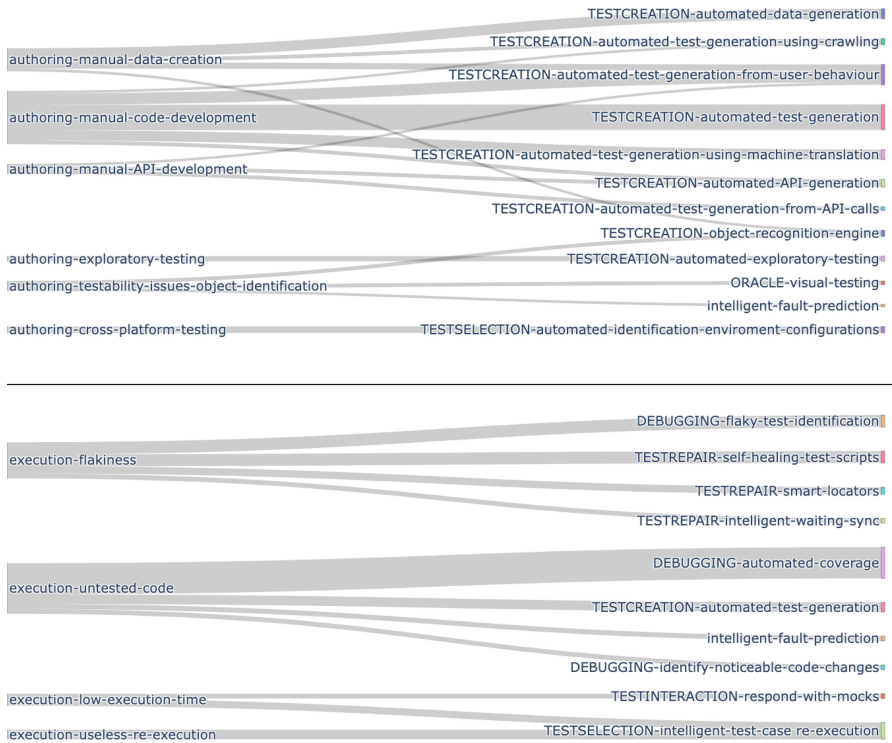 TESTCREATION-automated-data-generation
TESTCREATION-automated-test-generation-using-crawling
authoring-manual-data-creation
TESTCREATION-automated-test-generation-from-user-behaviour
authoring-manual-code-development
TESTCREATION-automated-test-generation
TESTCREATION-automated-test-generation-using-machine-translation
authoring-manual-API-development
TESTCREATION-automated-API-generation
TESTCREATION-automated-test-generation-from-API-calls
TESTCREATION-object-recognition-engine
authoring-exploratory-testing
TESTCREATION-automated-exploratory-testing
authoring-testability-issues-object-identification
ORACLE-visual-testing
intelligent-fault-prediction
authoring-cross-platform-testing
TESTSELECTION-automated-identification-enviroment-configurations
DEBUGGING-flaky-test-identification
execution-flakiness
TESTREPAIR-self-healing-test-scripts
TESTREPAIR-smart-locators
TESTREPAIR-intelligent-waiting-sync
DEBUGGING-automated-coverage
execution-untested-code
TESTCREATION-automated-test-generation
intelligent-fault-prediction
DEBUGGING-identify-noticeable-code-changes
execution-low-execution-time
TESTINTERACTION-respond-with-mocks
execution-useless-re-execution
TESTSELECTION-intelligent-test-case re-execution